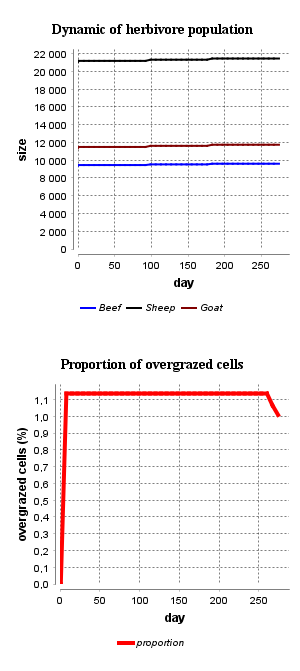 Dynamic of herbivore population
22 000
20 000
18 000
16 000
14 000
12 000
10 000
8 000
6 000
4 000
2 000
0
size
0 50 100 150 200 250
day
Beef Sheep Goat
Proportion of overgrazed cells
1,1
1,0
0,9
0,8
0,7
0,6
0,5
0,4
0,3
0,2
0,1
0,0
overgrazed cells (%)
0 50 100 150 200 250
day
proportion